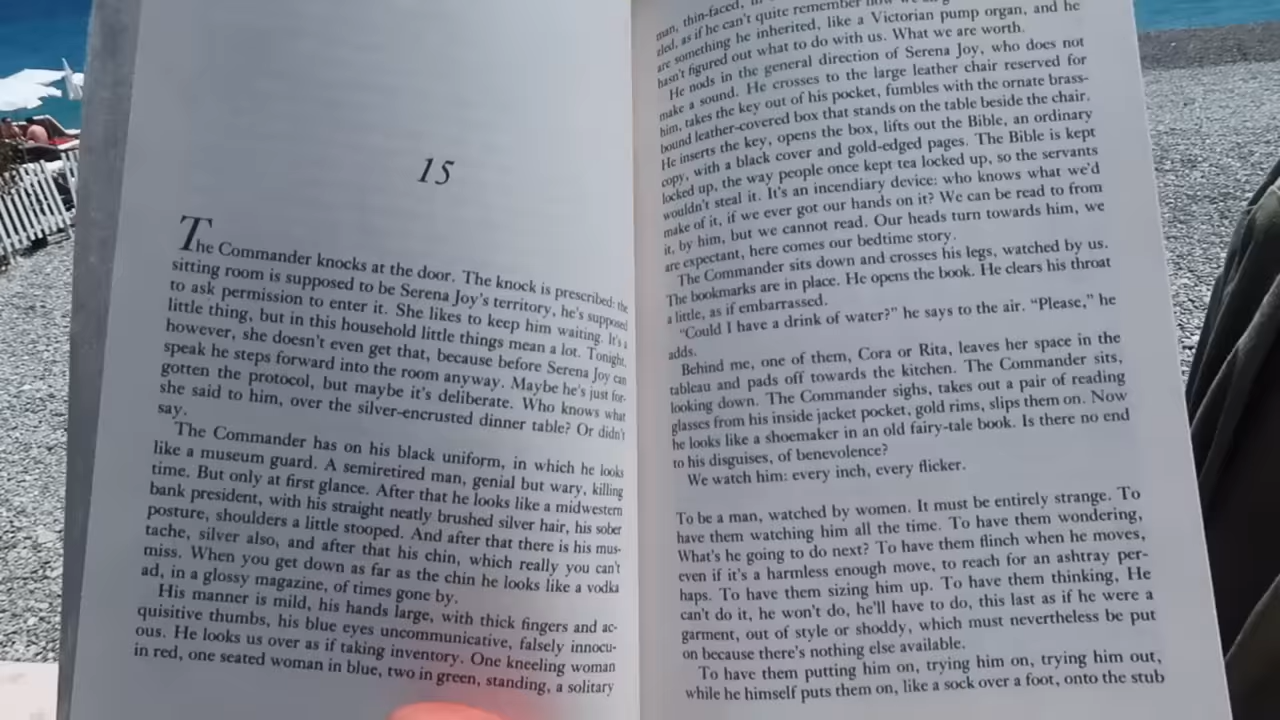 15
The Commander knocks at the door. The knock is prescribed: the
sitting room is supposed to be Serena Joy's territory, he's supposed
to ask permission to enter it. She likes to keep him waiting. It's a
little thing, but in this household little things mean a lot. Tonight,
however, she doesn't even get that, because before Serena Joy can
speak he steps forward into the room anyway. Maybe he's just for-
gotten the protocol, but maybe it's deliberate. Who knows what
she said to him, over the silver-encrusted dinner table? Or didn't
say.
The Commander has on his black uniform, in which he looks
like a museum guard. A semiretired man, genial but wary, killing
time. But only at first glance. After that he looks like a midwestern
bank president, with his straight neatly brushed silver hair, his sober
posture, shoulders a little stooped. And after that there is his mus-
tache, silver also, and after that his chin, which really you can't
miss. When you get down as far as the chin he looks like a vodka
ad, in a glossy magazine, of times gone by.
His manner is mild, his hands large, with thick fingers and ac-
quisitive thumbs, his blue eyes uncommunicative, falsely innocu-
ous. He looks us over as if taking inventory. One kneeling woman
in red, one seated woman in blue, two in green, standing, a solitary
man, thin-faced, in
zled, as if he can't quite remember how we
are something he inherited, like a Victorian pump organ, and he
hasn't figured out what to do with us. What we are worth.
He nods in the general direction of Serena Joy, who does not
make a sound. He crosses to the large leather chair reserved for
him, takes the key out of his pocket, fumbles with the ornate brass-
bound leather-covered box that stands on the table beside the chair.
He inserts the key, opens the box, lifts out the Bible, an ordinary
copy, with a black cover and gold-edged pages. The Bible is kept
locked up, the way people once kept tea locked up, so the servants
wouldn't steal it. It's an incendiary device: who knows what we'd
make of it, if we ever got our hands on it? We can be read to from
it, by him, but we cannot read. Our heads turn towards him, we
are expectant, here comes our bedtime story.
The Commander sits down and crosses his legs, watched by us.
The bookmarks are in place. He opens the book. He clears his throat
a little, as if embarrassed.
"Could I have a drink of water?" he says to the air. "Please," he
adds.
Behind me, one of them, Cora or Rita, leaves her space in the
tableau and pads off towards the kitchen. The Commander sits,
looking down. The Commander sighs, takes out a pair of reading
glasses from his inside jacket pocket, gold rims, slips them on. Now
he looks like a shoemaker in an old fairy-tale book. Is there no end
to his disguises, of benevolence?
We watch him: every inch, every flicker.
To be a man, watched by women. It must be entirely strange. To
have them watching him all the time. To have them wondering,
What's he going to do next? To have them flinch when he moves,
even if it's a harmless enough move, to reach for an ashtray per-
haps. To have them sizing him up. To have them thinking, He
can't do it, he won't do, he'll have to do, this last as if he were a
garment, out of style or shoddy, which must nevertheless be put
on because there's nothing else available.
To have them putting him on, trying him on, trying him out,
while he himself puts them on, like a sock over a foot, onto the stub